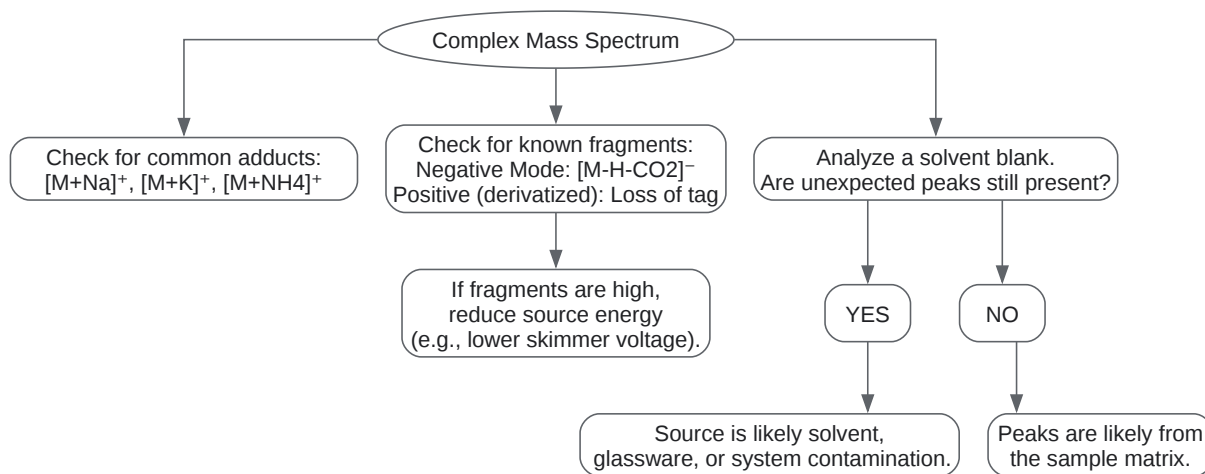 Complex Mass Spectrum
Check for common adducts:
[M+Na]⁺, [M+K]⁺, [M+NH4]⁺
Check for known fragments:
Negative Mode: [M-H-CO2]⁻
Positive (derivatized): Loss of tag
Analyze a solvent blank.
Are unexpected peaks still present?
If fragments are high,
reduce source energy
(e.g., lower skimmer voltage).
YES
NO
Source is likely solvent,
glassware, or system contamination.
Peaks are likely from
the sample matrix.